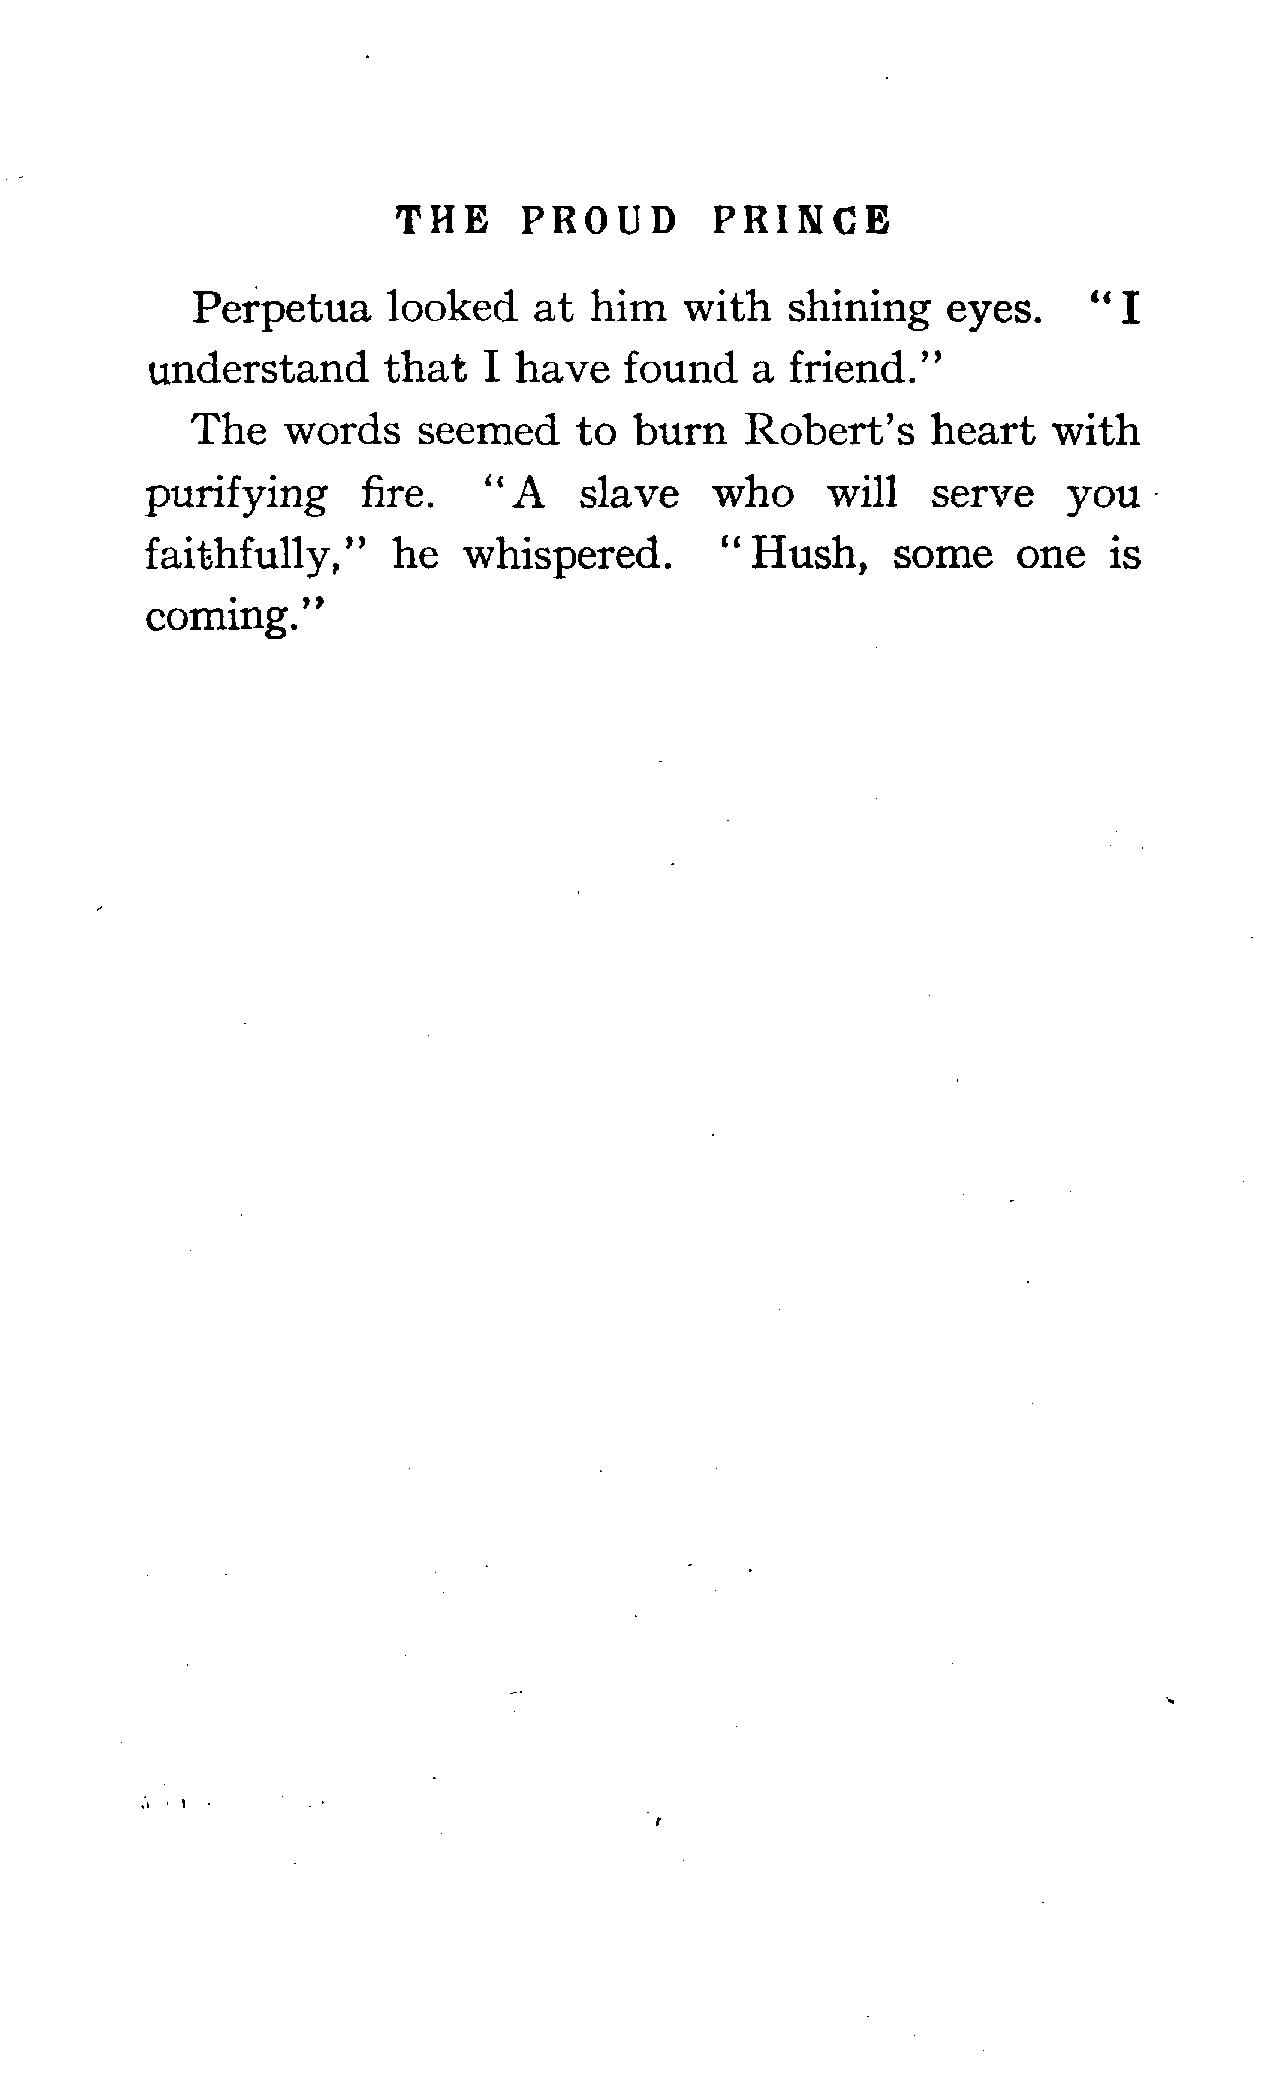 THE PROUD PRINCE
Perpetua looked at him with shining eyes. "I
understand that I have found a friend."
The words seemed to burn Robert's heart with
purifying fire. "A slave who will serve you
faithfully," he whispered. "Hush, some one is
coming."